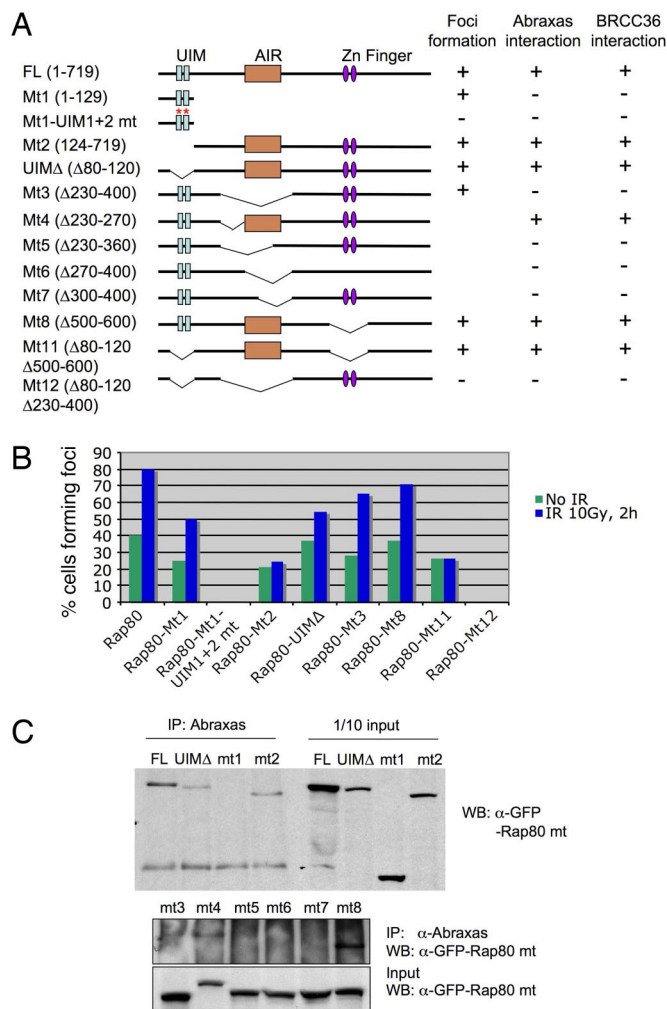 A
Foci formation
Abraxas interaction
BRCC36 interaction
UIM AIR Zn Finger
FL (1-719) + + +
Mt1 (1-129) + - -
**
Mt1-UIM1+2 mt - - -
Mt2 (124-719) + + +
UIMΔ (Δ80-120) + + +
Mt3 (Δ230-400) + - -
Mt4 (Δ230-270) + +
Mt5 (Δ230-360) - -
Mt6 (Δ270-400) - -
Mt7 (Δ300-400) - -
Mt8 (Δ500-600) + + +
Mt11 (Δ80-120 + + +
Δ500-600)
Mt12 (Δ80-120 - - -
Δ230-400)
B
% cells forming foci
90
80
70
60
50
40
30
20
10
0
No IR
IR 10Gy, 2h
Rap80
Rap80-Mt1
Rap80-Mt1-
UIM1+2 mt
Rap80-Mt2
Rap80-UIMΔ
Rap80-Mt3
Rap80-Mt8
Rap80-Mt11
Rap80-Mt12
C
IP: Abraxas 1/10 input
FL UIMΔ mt1 mt2 FL UIMΔ mt1 mt2
WB: α-GFP
-Rap80 mt
mt3 mt4 mt5 mt6 mt7 mt8
IP: α-Abraxas
WB: α-GFP-Rap80 mt
Input
WB: α-GFP-Rap80 mt